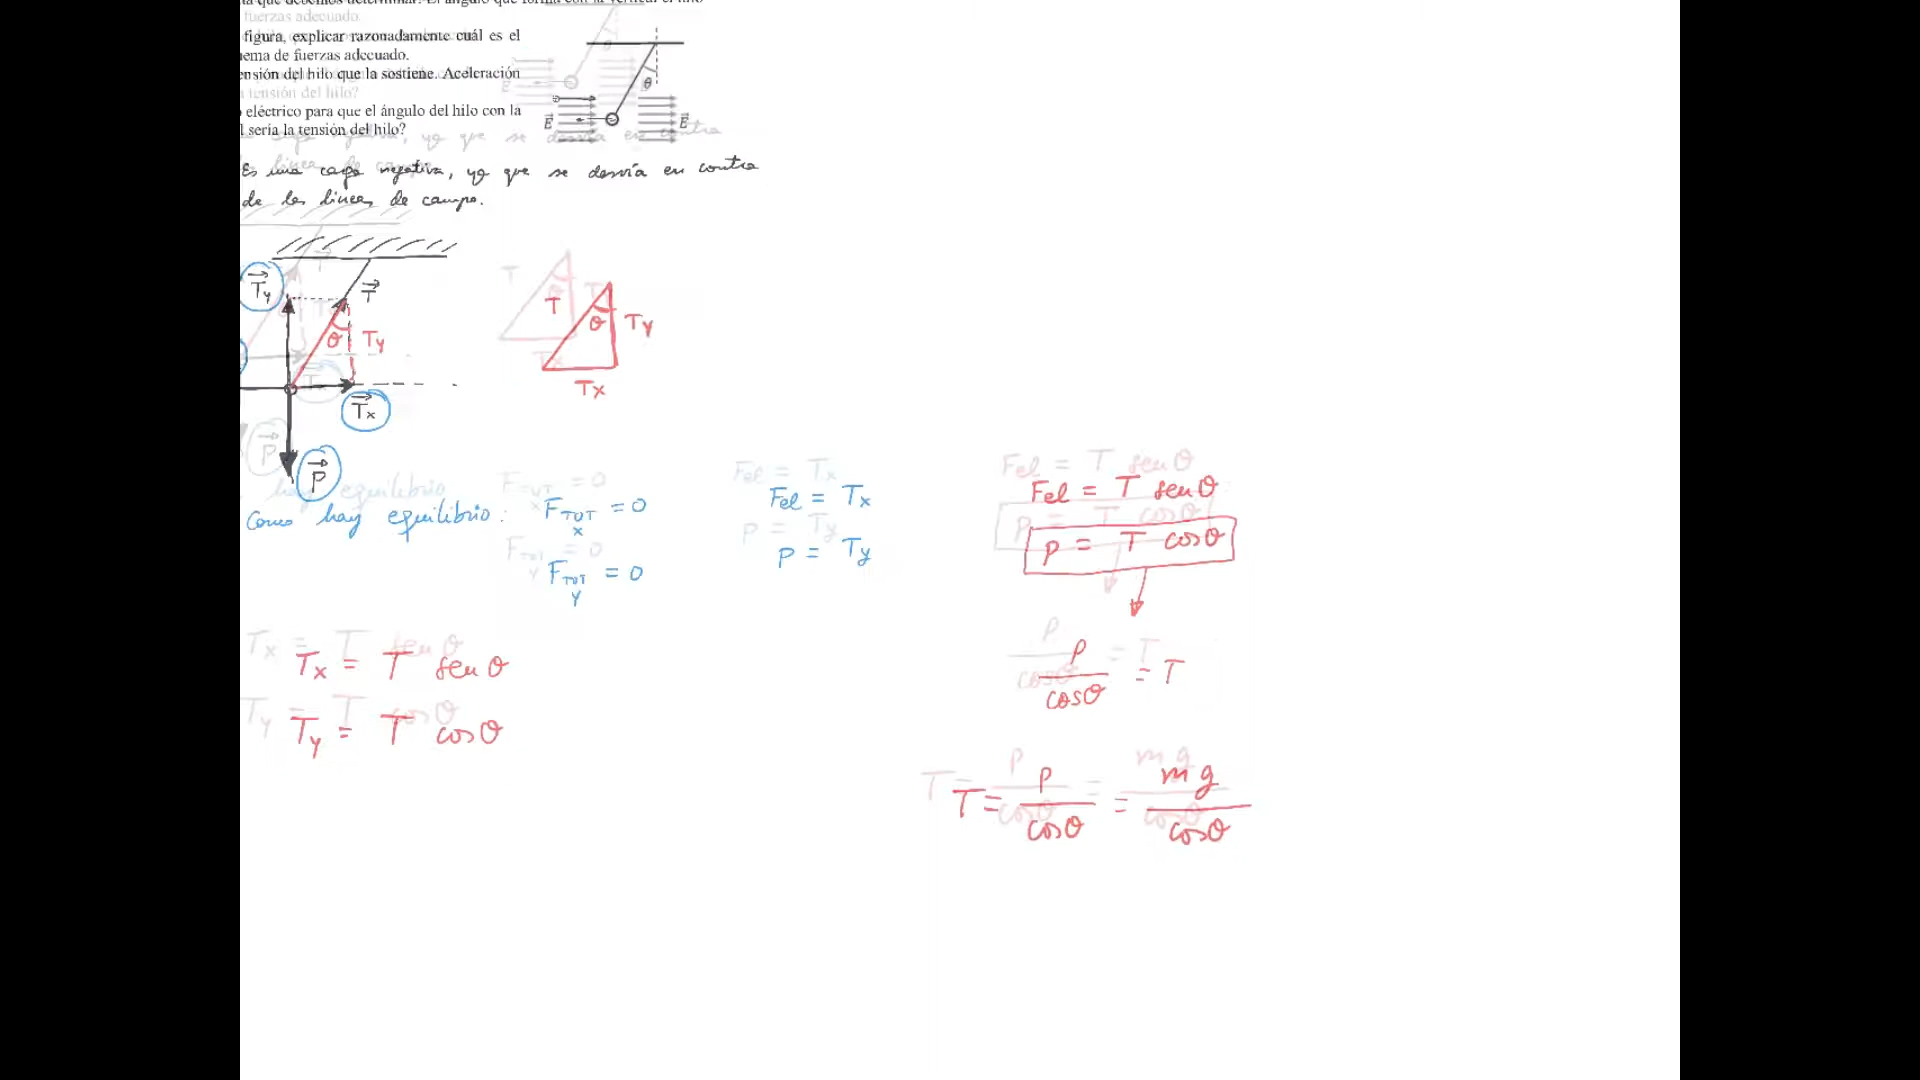 figura, explicar razonadamente cuál es el
ema de fuerzas adecuado.
ensión del hilo que la sostiene. Aceleración
eléctrico para que el ángulo del hilo con la
sería la tensión del hilo?
θ
E E
Es una carga negativa, ya que se desvía en contra
de las líneas de campo.
Ty T
θ Ty
Tx
P
T θ Ty
Tx
Como hay equilibrio: FTOT x = 0
FTOT y = 0
Fel = Tx
P = Ty
Fel = T sen θ
P = T cos θ
P / cos θ = T
Tx = T sen θ
Ty = T cos θ
T = P / cos θ = m g / cos θ